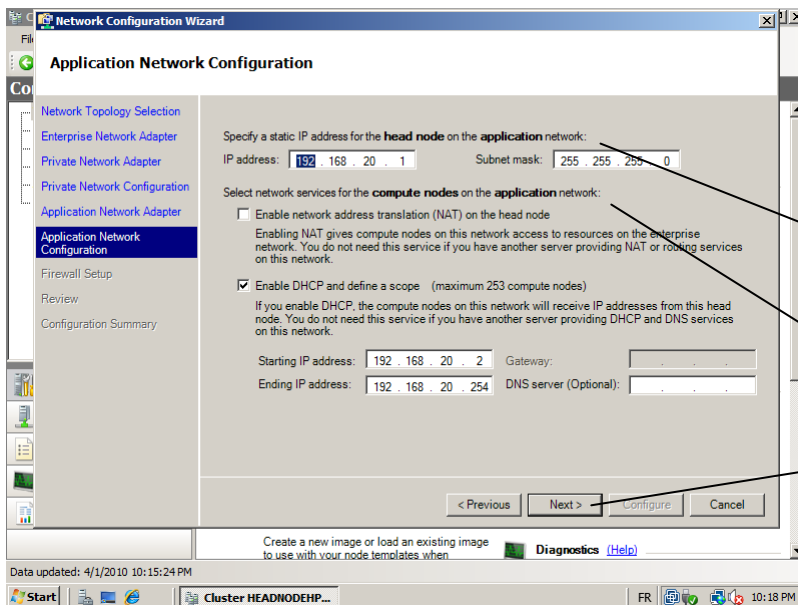 Network Configuration Wizard
Fil
Application Network Configuration
Co
Network Topology Selection
Enterprise Network Adapter
Private Network Adapter
Private Network Configuration
Application Network Adapter
Application Network
Configuration
Firewall Setup
Review
Configuration Summary
Specify a static IP address for the head node on the application network:
IP address: 192 . 168 . 20 . 1 Subnet mask: 255 . 255 . 255 . 0
Select network services for the compute nodes on the application network:
Enable network address translation (NAT) on the head node
Enabling NAT gives compute nodes on this network access to resources on the enterprise
network. You do not need this service if you have another server providing NAT or routing services
on this network.
Enable DHCP and define a scope (maximum 253 compute nodes)
If you enable DHCP, the compute nodes on this network will receive IP addresses from this head
node. You do not need this service if you have another server providing DHCP and DNS services
on this network.
Starting IP address: 192 . 168 . 20 . 2 Gateway: . . .
Ending IP address: 192 . 168 . 20 . 254 DNS server (Optional): . . .
< Previous Next > Configure Cancel
Create a new image or load an existing image
to use with your node templates when
Diagnostics (Help)
Data updated: 4/1/2010 10:15:24 PM
Start Cluster HEADNODEHP... FR 10:18 PM